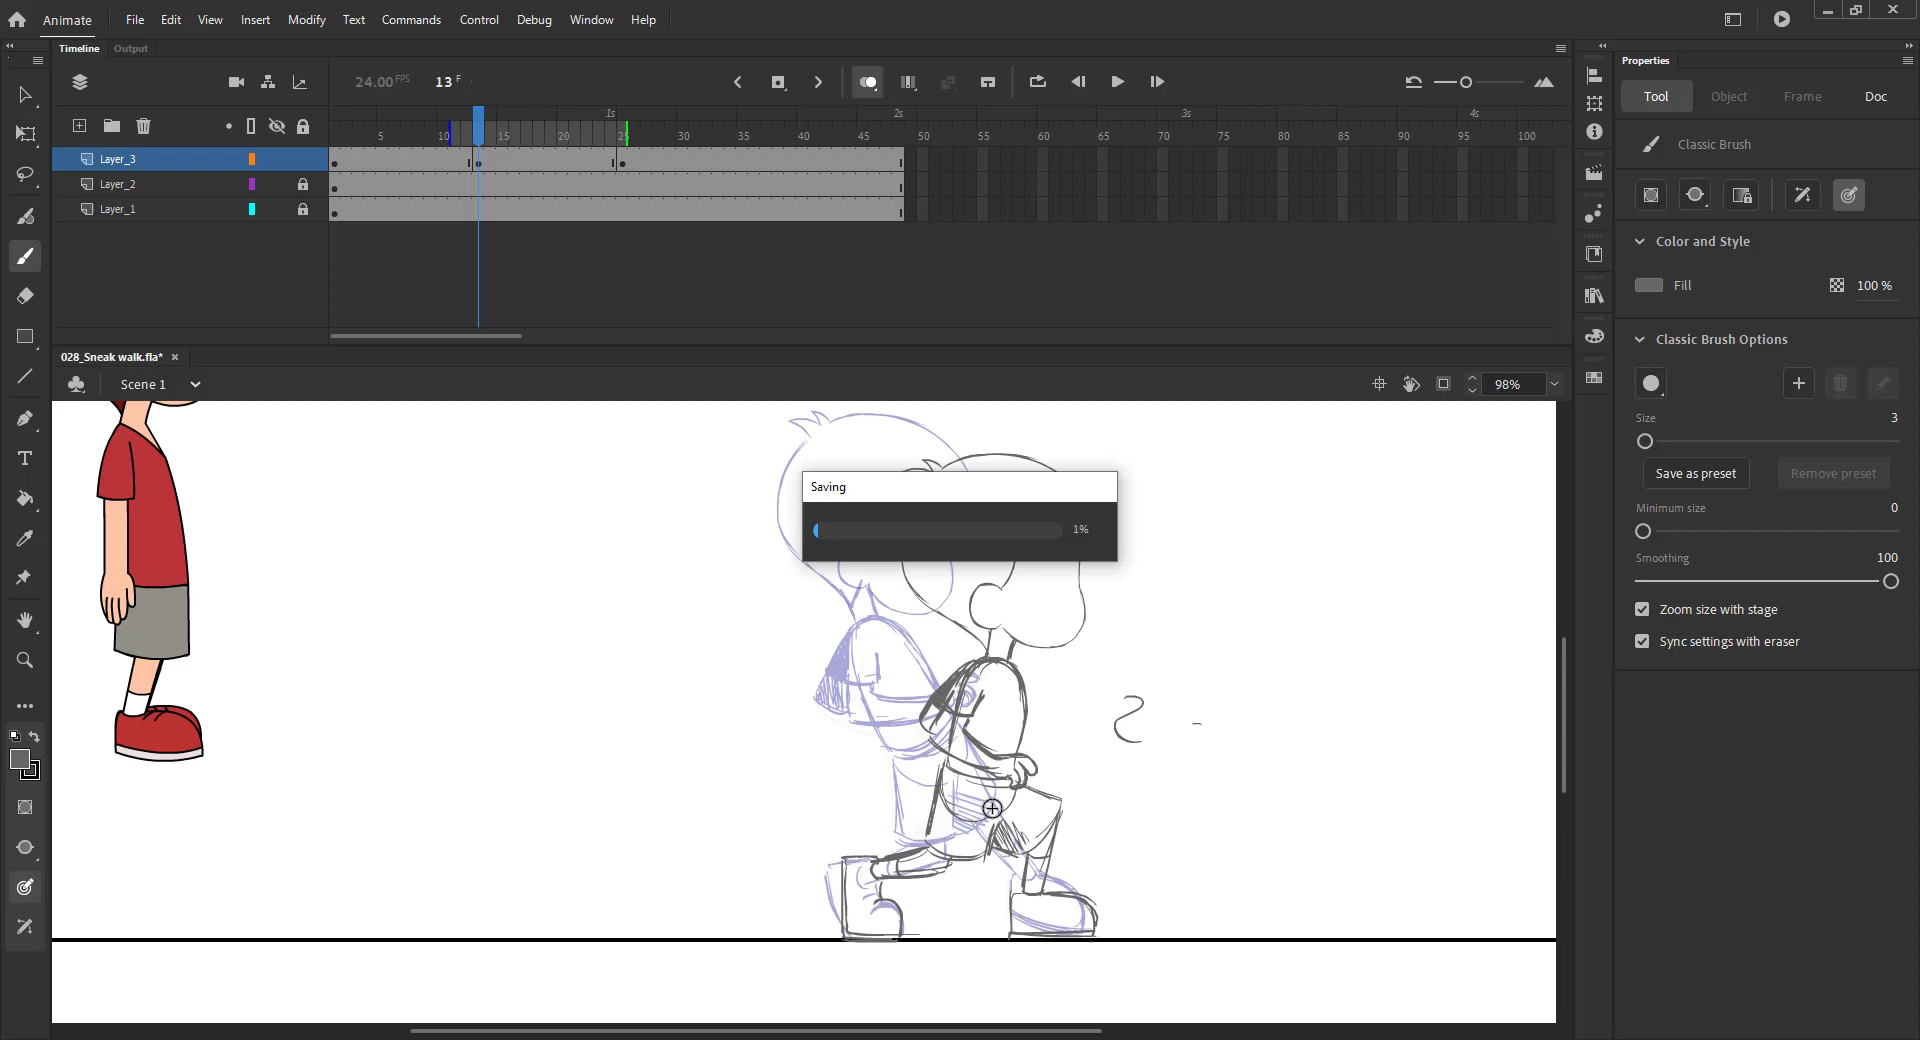 Animate File Edit View Insert Modify Text Commands Control Debug Window Help
Timeline Output
Properties
24.00 FPS 13 F
Tool Object Frame Doc
1s 2s 3s 4s
5 10 15 20 25 30 35 40 45 50 55 60 65 70 75 80 85 90 95 100
Layer_3
Layer_2
Layer_1
Classic Brush
Color and Style
Fill 100 %
Classic Brush Options
028_Sneak walk.fla*
Scene 1 98%
Size 3
Save as preset Remove preset
Minimum size 0
Smoothing 100
Zoom size with stage
Sync settings with eraser
Saving
1%
2 -